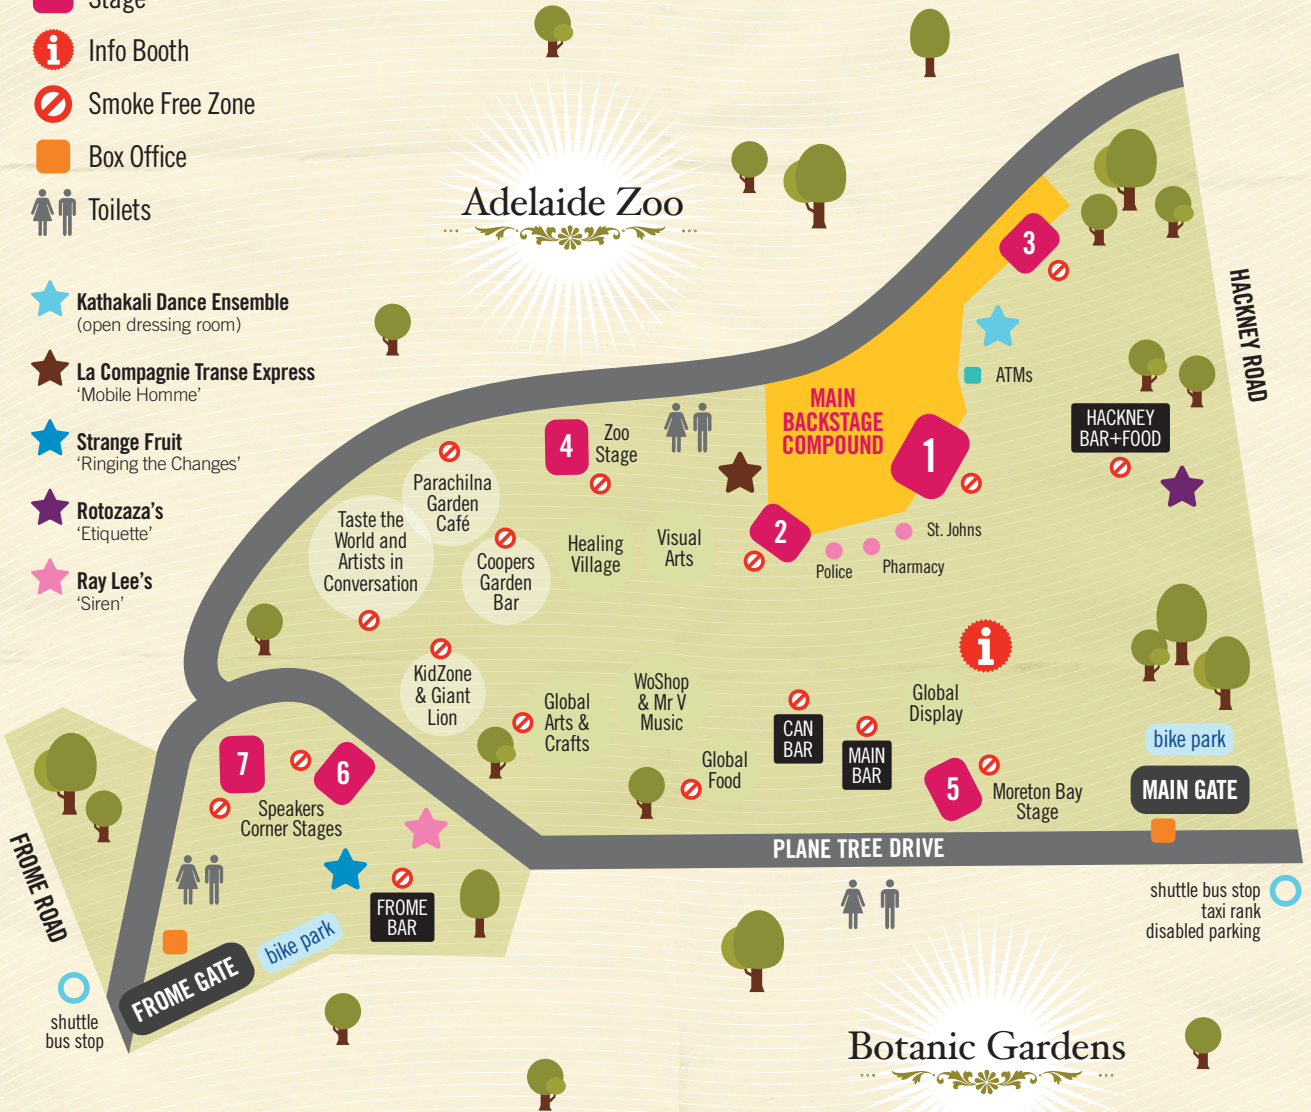 Stage
Info Booth
Smoke Free Zone
Box Office
Toilets
Kathakali Dance Ensemble
(open dressing room)
La Compagnie Transe Express
‘Mobile Homme’
Strange Fruit
‘Ringing the Changes’
Rotozaza’s
‘Etiquette’
Ray Lee’s
‘Siren’
Adelaide Zoo
3
HACKNEY ROAD
ATMs
MAIN
BACKSTAGE
COMPOUND
1
HACKNEY
BAR+FOOD
4
Zoo
Stage
Parachilna
Garden
Café
Taste the
World and
Artists in
Conversation
Coopers
Garden
Bar
Healing
Village
Visual
Arts
2
Police
Pharmacy
St. Johns
i
KidZone
& Giant
Lion
Global
Arts &
Crafts
WoShop
& Mr V
Music
Global
Food
CAN
BAR
MAIN
BAR
Global
Display
5
Moreton Bay
Stage
bike park
MAIN GATE
7
6
Speakers
Corner Stages
PLANE TREE DRIVE
FROME ROAD
FROME
BAR
bike park
FROME GATE
shuttle
bus stop
shuttle bus stop
taxi rank
disabled parking
Botanic Gardens